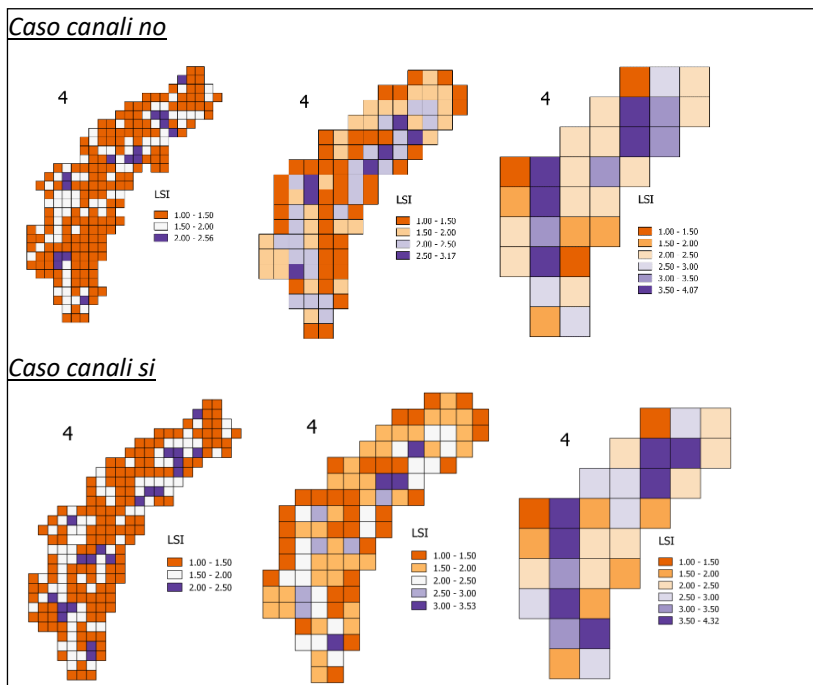 Caso canali no
4
LSI
1.00 - 1.50
1.50 - 2.00
2.00 - 2.56
4
LSI
1.00 - 1.50
1.50 - 2.00
2.00 - 2.50
2.50 - 3.17
4
LSI
1.00 - 1.50
1.50 - 2.00
2.00 - 2.50
2.50 - 3.00
3.00 - 3.50
3.50 - 4.07
Caso canali si
4
LSI
1.00 - 1.50
1.50 - 2.00
2.00 - 2.50
4
LSI
1.00 - 1.50
1.50 - 2.00
2.00 - 2.50
2.50 - 3.00
3.00 - 3.53
4
LSI
1.00 - 1.50
1.50 - 2.00
2.00 - 2.50
2.50 - 3.00
3.00 - 3.50
3.50 - 4.32